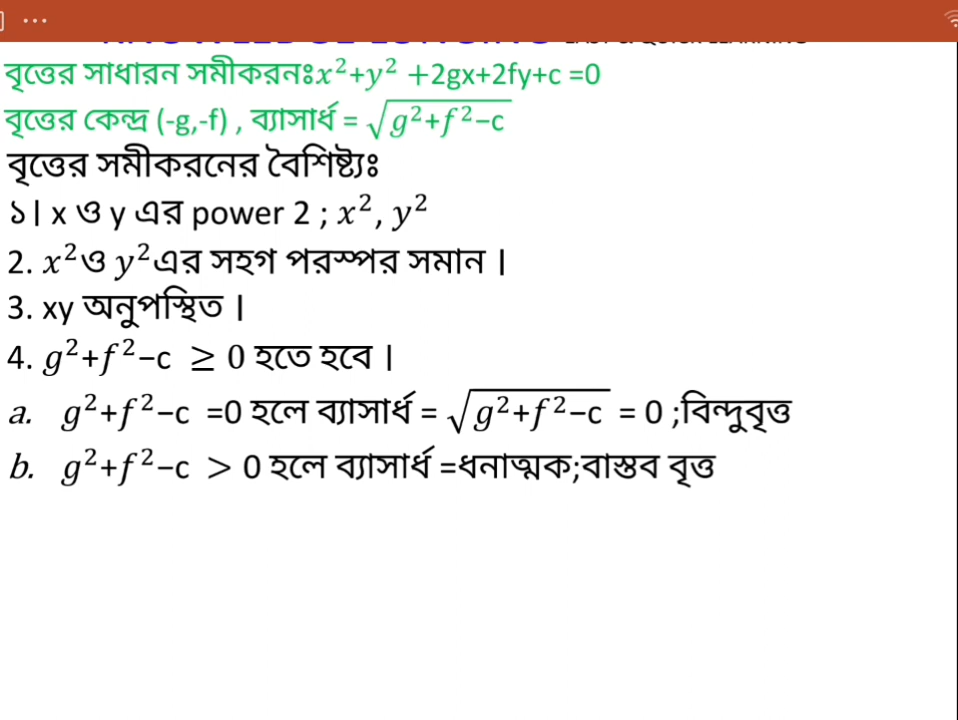 বৃত্তের সাধারন সমীকরনঃx²+y² +2gx+2fy+c =0
বৃত্তের কেন্দ্র (-g,-f) , ব্যাসার্ধ = √(g²+f²−c)
বৃত্তের সমীকরনের বৈশিষ্ট্যঃ
১। x ও y এর power 2 ; x², y²
2. x²ও y²এর সহগ পরস্পর সমান ।
3. xy অনুপস্থিত ।
4. g²+f²−c ≥ 0 হতে হবে ।
a. g²+f²−c =0 হলে ব্যাসার্ধ = √(g²+f²−c) = 0 ;বিন্দুবৃত্ত
b. g²+f²−c > 0 হলে ব্যাসার্ধ =ধনাত্মক;বাস্তব বৃত্ত